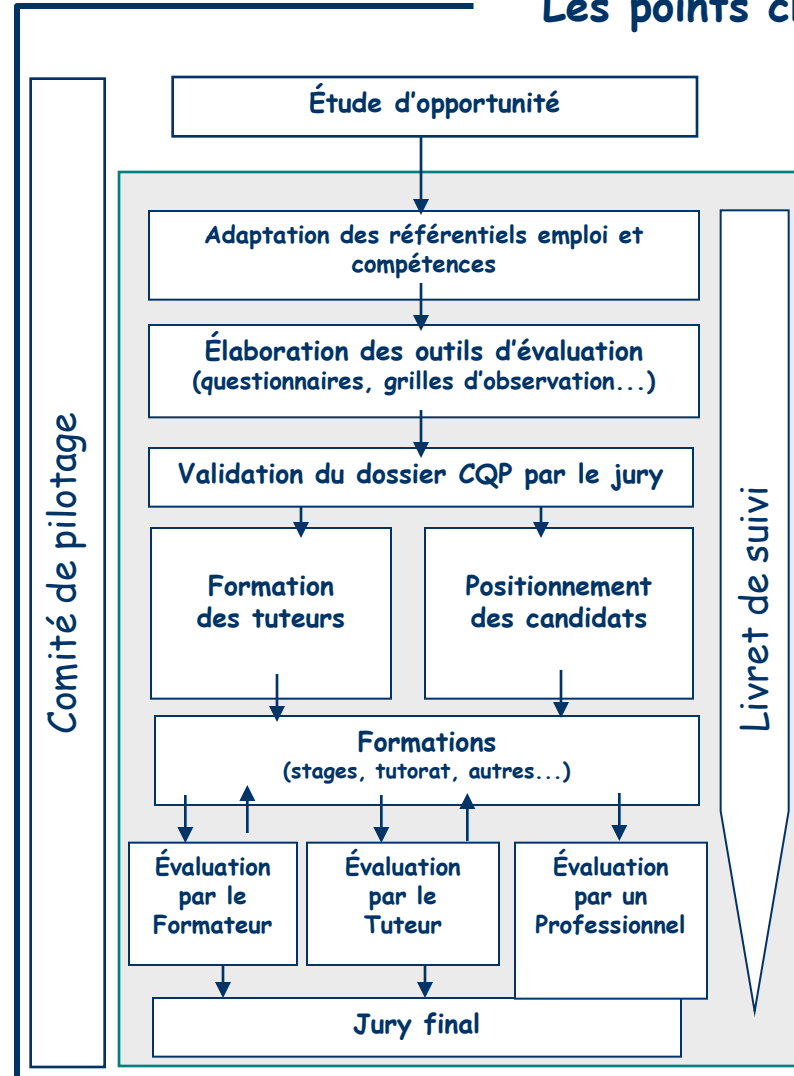 Les points
Étude d'opportunité
Adaptation des référentiels emploi et
compétences
Élaboration des outils d'évaluation
(questionnaires, grilles d'observation...)
Validation du dossier CQP par le jury
Formation
des tuteurs
Positionnement
des candidats
Formations
(stages, tutorat, autres...)
Évaluation
par le
Formateur
Évaluation
par le
Tuteur
Évaluation
par un
Professionnel
Jury final
Comité de pilotage
Livret de suivi